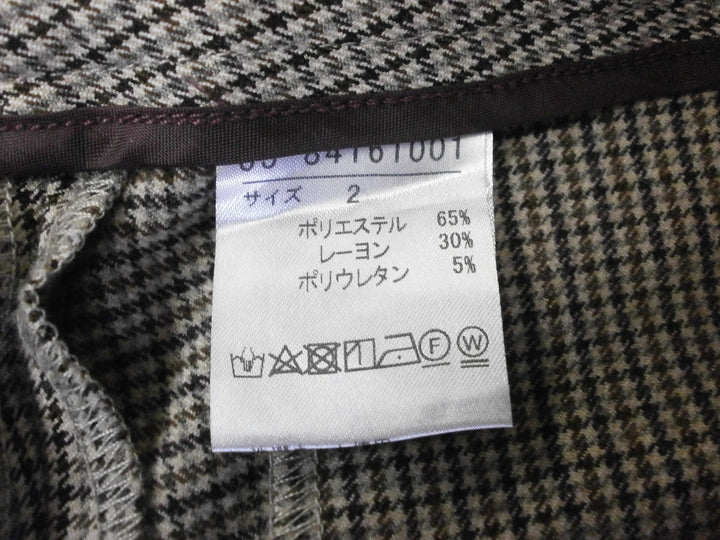 84161001
サイズ 2
ポリエステル 65%
レーヨン 30%
ポリウレタン 5%
F W